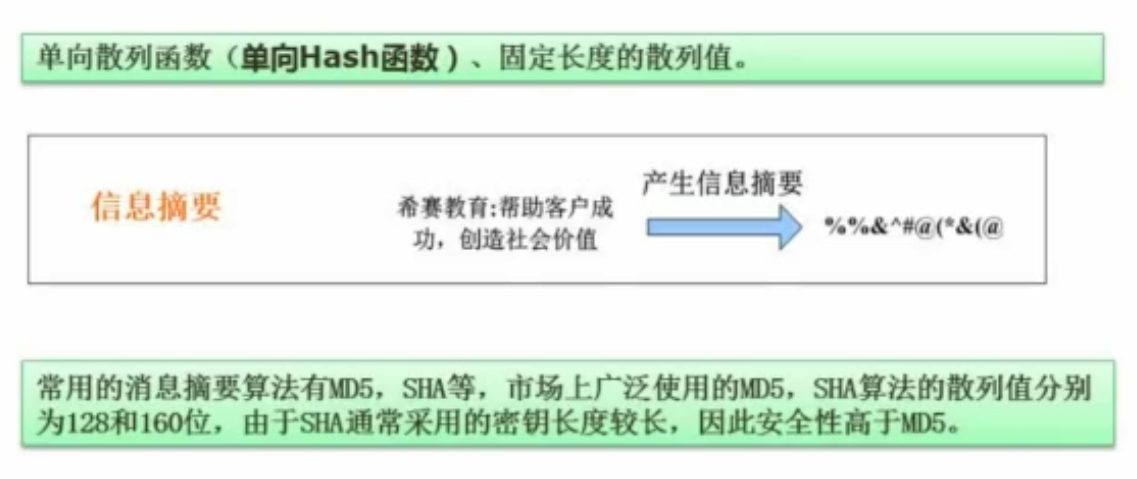 单向散列函数（单向Hash函数）、固定长度的散列值。
信息摘要
希赛教育:帮助客户成
功，创造社会价值
产生信息摘要
%%&^#@(*&(@
常用的消息摘要算法有MD5，SHA等，市场上广泛使用的MD5，SHA算法的散列值分别
为128和160位，由于SHA通常采用的密钥长度较长，因此安全性高于MD5。